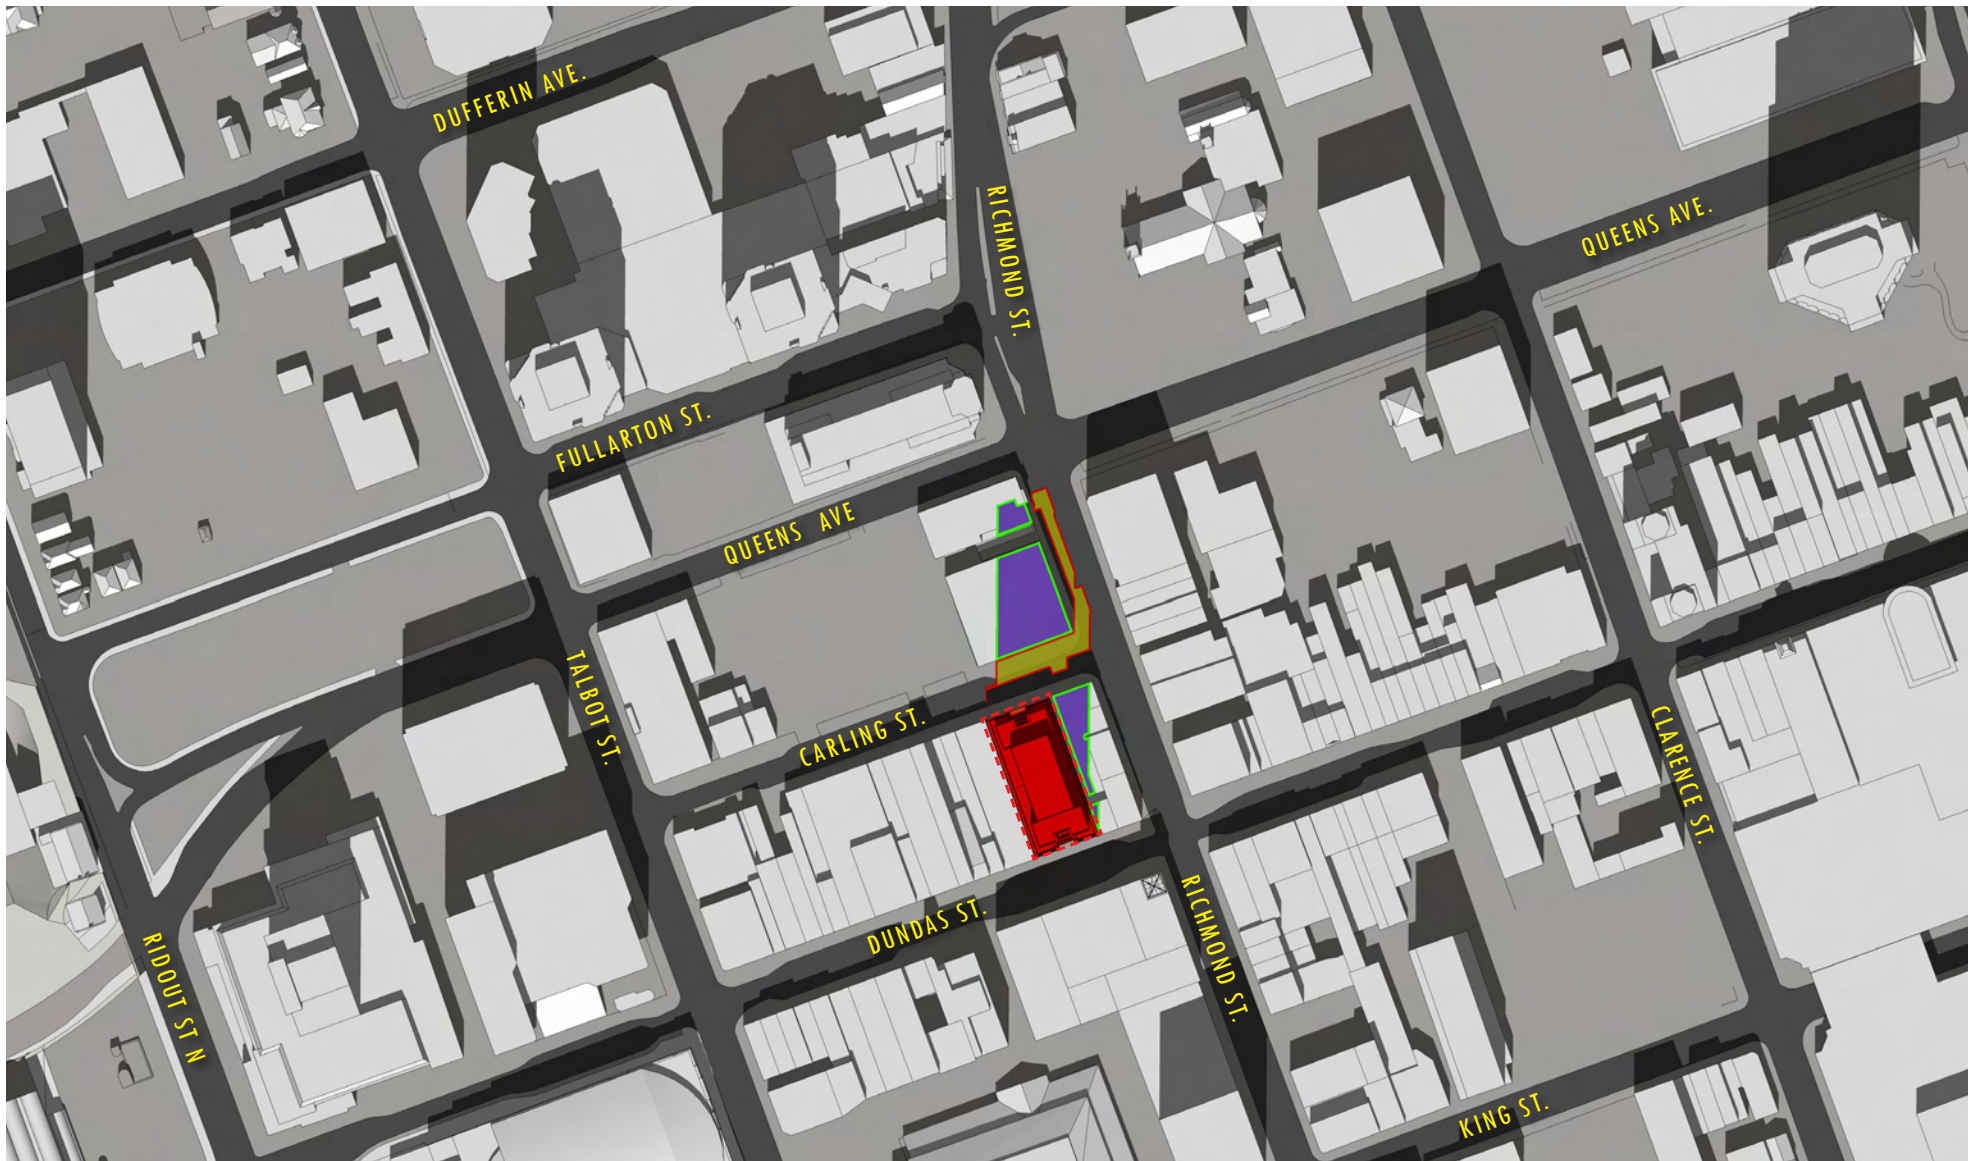 DUFFERIN AVE.
RICHMOND ST.
QUEENS AVE.
FULLARTON ST.
QUEENS AVE
TALBOT ST.
CARLING ST.
CLARENCE ST.
DUNDAS ST.
RICHMOND ST.
RIDOUT ST N
KING ST.